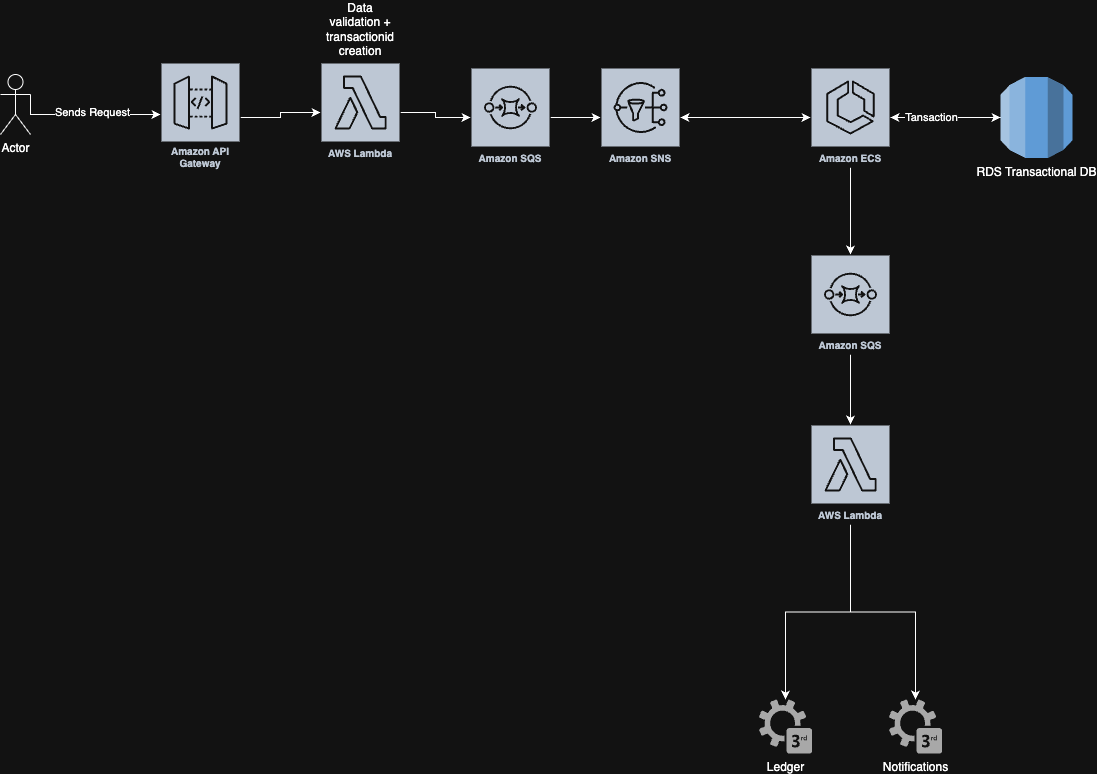 Data
validation +
transactionid
creation
Sends Request
</>
Actor
Amazon API
Gateway
AWS Lambda
Amazon SQS
Amazon SNS
Amazon ECS
Tansaction
RDS Transactional DB
Amazon SQS
AWS Lambda
3rd
3rd
Ledger
Notifications